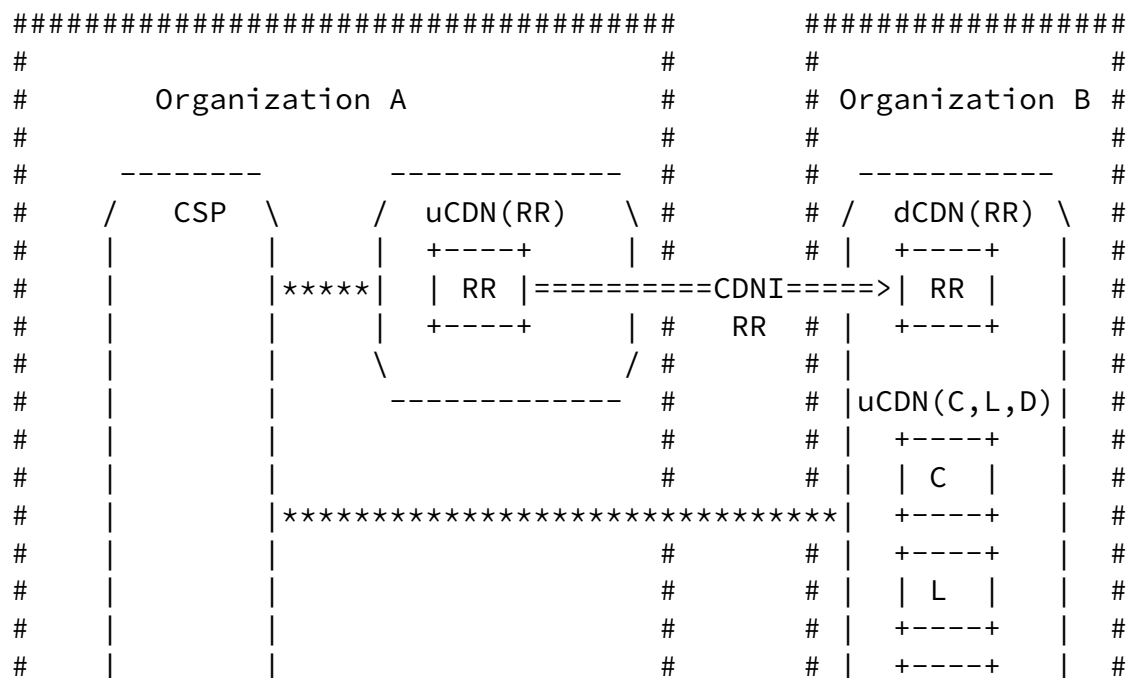 #####################################       ##################
#                                   #       #                #
#       Organization A              #       # Organization B #
#                                   #       #                #
#     --------       -------------  #       #  -----------   #
#    /   CSP  \     /  uCDN(RR)   \ #       # /  dCDN(RR) \  #
#    |        |     |  +----+     | #       # |  +----+   |  #
#    |        |*****|  | RR |==========CDNI=====>| RR |   |  #
#    |        |     |  +----+     | #   RR  # |  +----+   |  #
#    |        |     \             / #       # |           |  #
#    |        |      -------------  #       # |uCDN(C,L,D)|  #
#    |        |                     #       # |  +----+   |  #
#    |        |                     #       # |  | C  |   |  #
#    |        |*******************************|  +----+   |  #
#    |        |                     #       # |  +----+   |  #
#    |        |                     #       # |  | L  |   |  #
#    |        |                     #       # |  +----+   |  #
#    |        |                     #       # |  +----+   |  #